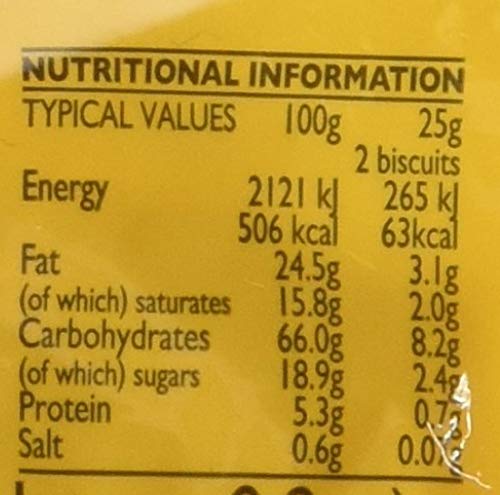 NUTRITIONAL INFORMATION
TYPICAL VALUES 100g 25g
2 biscuits
Energy 2121 kJ 265 kJ
506 kcal 63kcal
Fat 24.5g 3.1g
(of which) saturates 15.8g 2.0g
Carbohydrates 66.0g 8.2g
(of which) sugars 18.9g 2.4g
Protein 5.3g 0.7g
Salt 0.6g